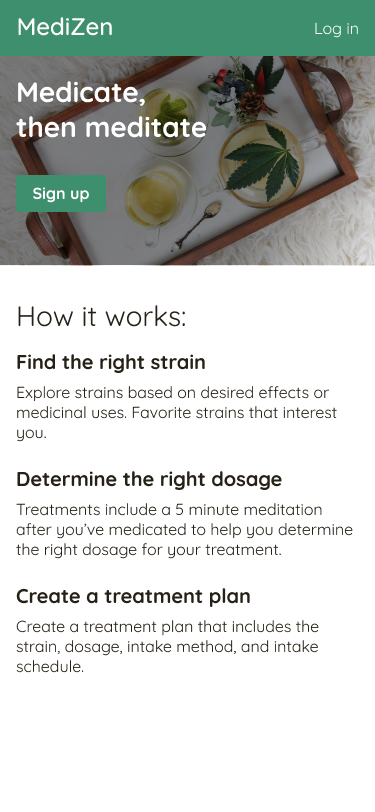 MediZen
Log in
Medicate,
then meditate
Sign up
How it works:
Find the right strain
Explore strains based on desired effects or
medicinal uses. Favorite strains that interest
you.
Determine the right dosage
Treatments include a 5 minute meditation
after you’ve medicated to help you determine
the right dosage for your treatment.
Create a treatment plan
Create a treatment plan that includes the
strain, dosage, intake method, and intake
schedule.